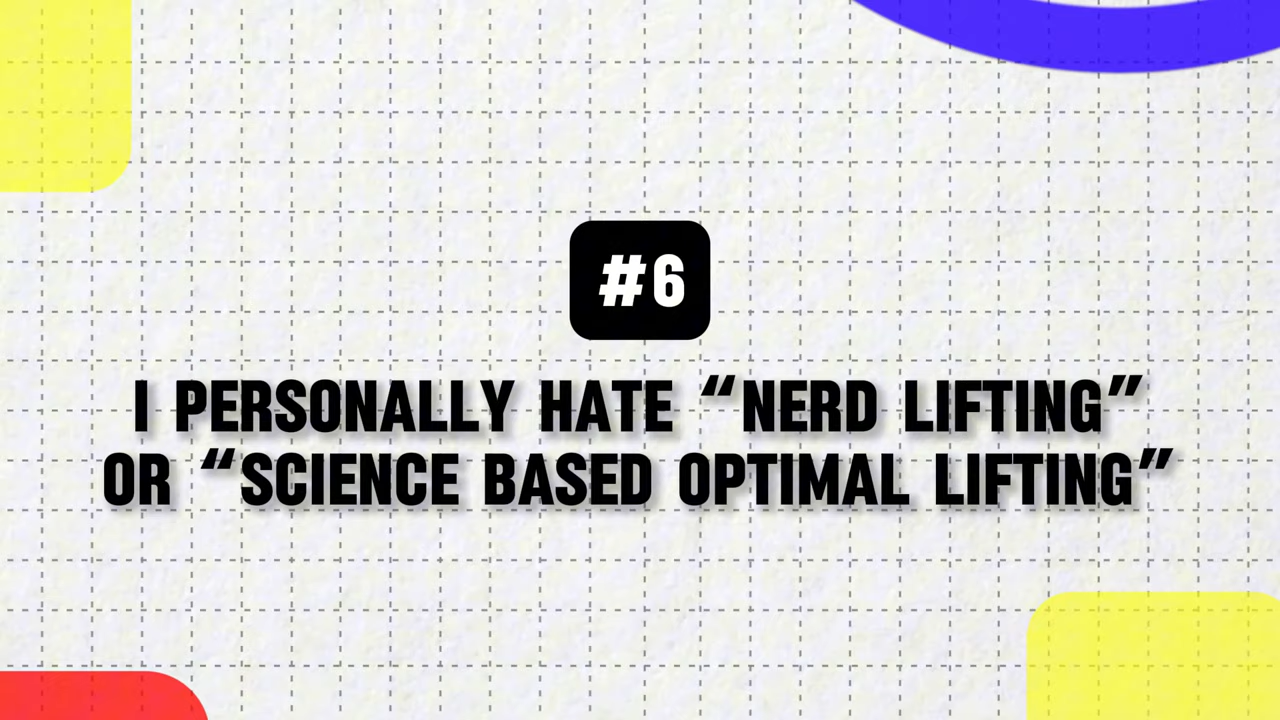 #6
I PERSONALLY HATE “NERD LIFTING”
OR “SCIENCE BASED OPTIMAL LIFTING”